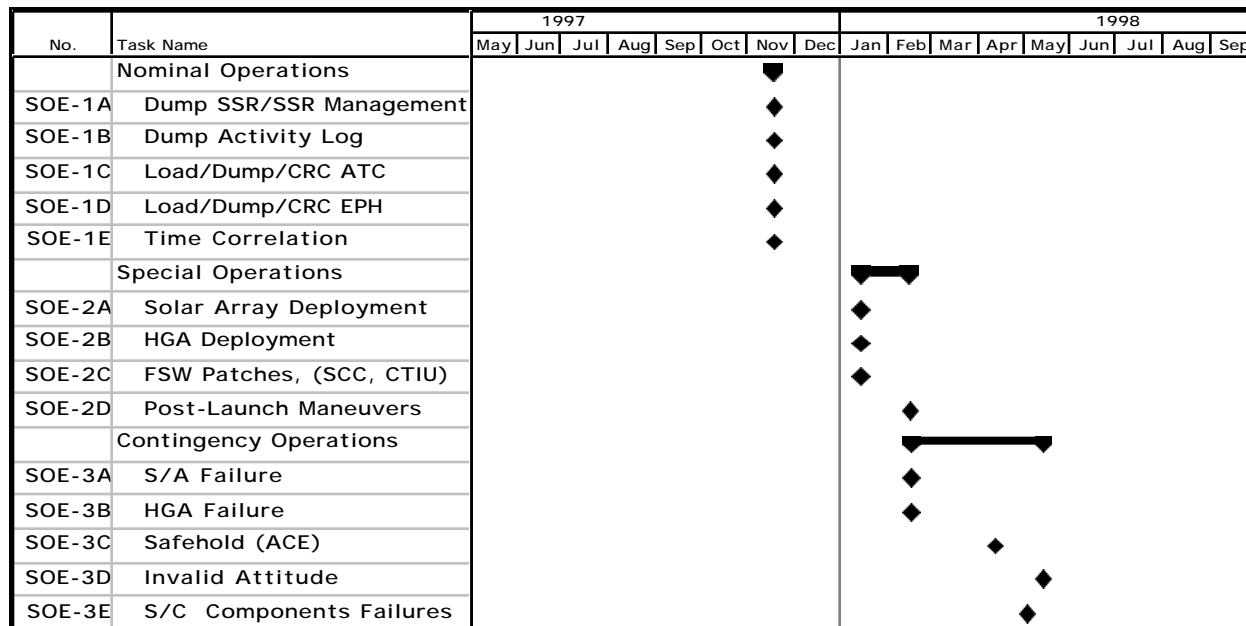 1997 1998
No. Task Name May Jun Jul Aug Sep Oct Nov Dec Jan Feb Mar Apr May Jun Jul Aug Sep
Nominal Operations
SOE-1A Dump SSR/SSR Management
SOE-1B Dump Activity Log
SOE-1C Load/Dump/CRC ATC
SOE-1D Load/Dump/CRC EPH
SOE-1E Time Correlation
Special Operations
SOE-2A Solar Array Deployment
SOE-2B HGA Deployment
SOE-2C FSW Patches, (SCC, CTIU)
SOE-2D Post-Launch Maneuvers
Contingency Operations
SOE-3A S/A Failure
SOE-3B HGA Failure
SOE-3C Safehold (ACE)
SOE-3D Invalid Attitude
SOE-3E S/C Components Failures